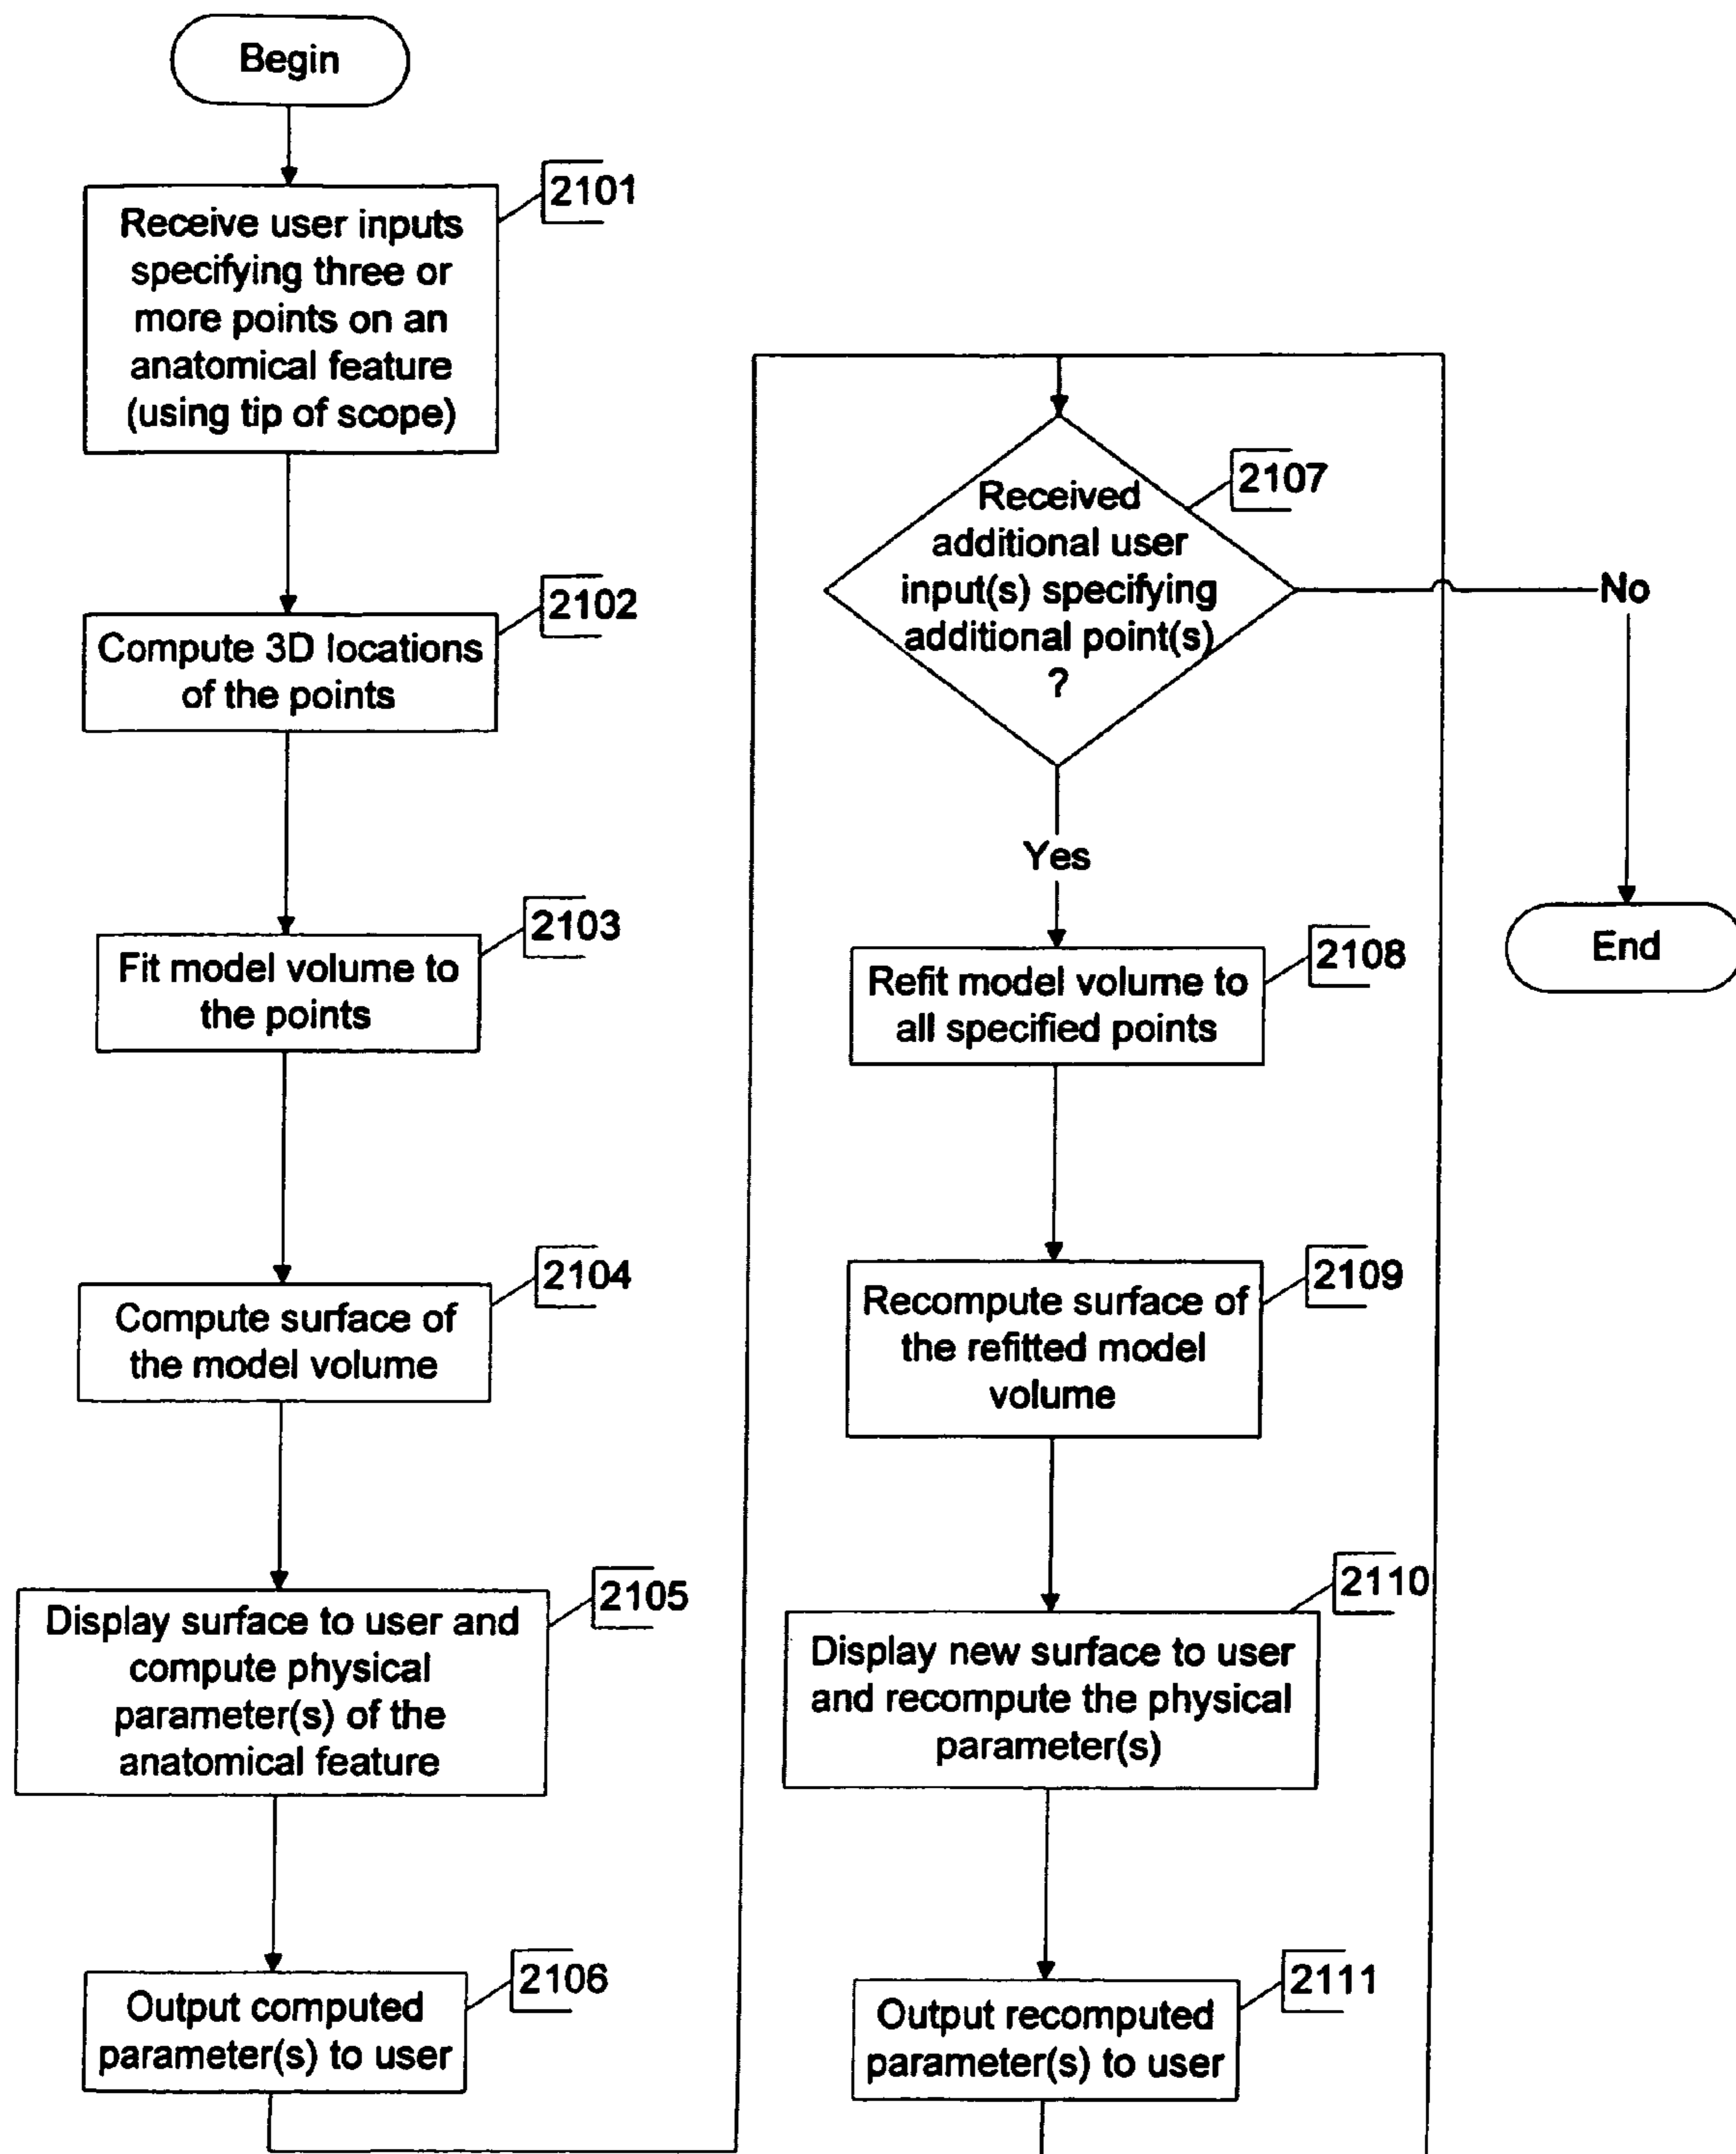 Begin
2101
Receive user inputs
specifying three or
more points on an
anatomical feature
(using tip of scope)
2102
Compute 3D locations
of the points
2103
Fit model volume to
the points
2104
Compute surface of
the model volume
2105
Display surface to user and
compute physical
parameter(s) of the
anatomical feature
2106
Output computed
parameter(s) to user
2107
Received
additional user
input(s) specifying
additional point(s)
?
No
Yes
End
2108
Refit model volume to
all specified points
2109
Recompute surface of
the refitted model
volume
2110
Display new surface to user
and recompute the physical
parameter(s)
2111
Output recomputed
parameter(s) to user